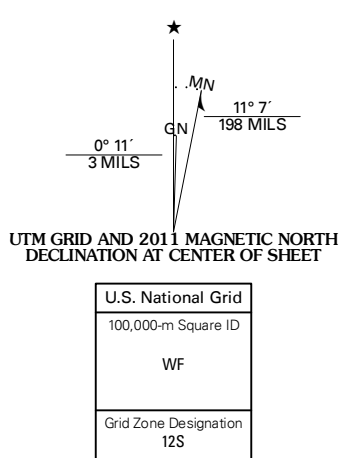 ★
MN
11° 7´
198 MILS
GN
0° 11´
3 MILS
UTM GRID AND 2011 MAGNETIC NORTH
DECLINATION AT CENTER OF SHEET
U.S. National Grid
100,000-m Square ID
WF
Grid Zone Designation
12S